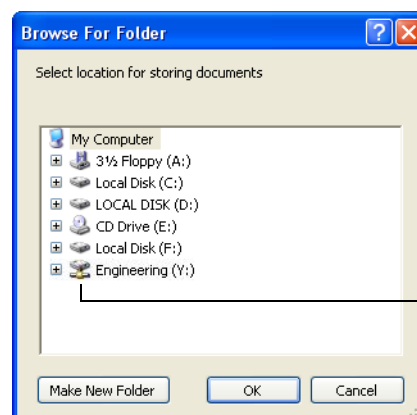 Browse For Folder
Select location for storing documents
My Computer
3½ Floppy (A:)
Local Disk (C:)
LOCAL DISK (D:)
CD Drive (E:)
Local Disk (F:)
Engineering (Y:)
Make New Folder OK Cancel